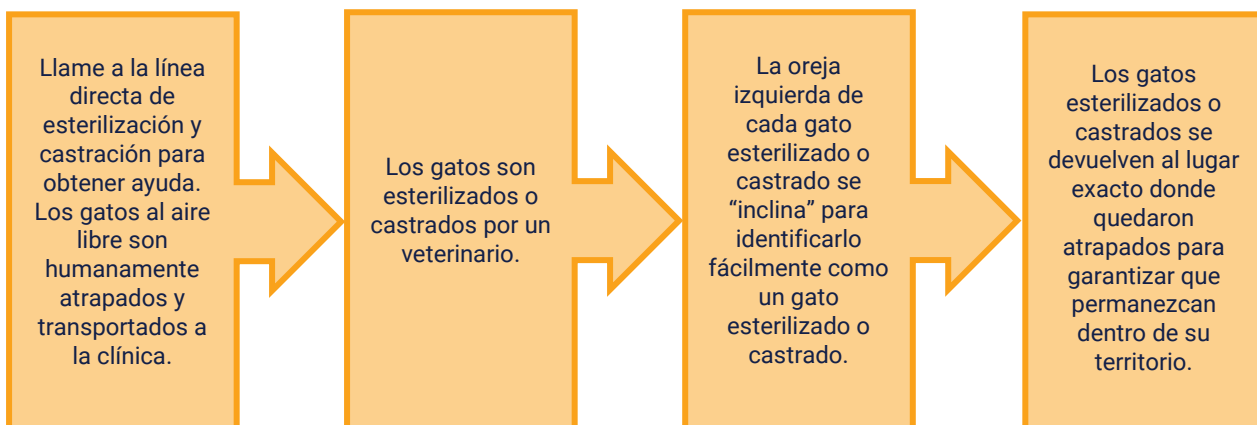 Llame a la línea
directa de
esterilización y
castración para
obtener ayuda.
Los gatos al aire
libre son
humanamente
atrapados y
transportados a
la clínica.
Los gatos son
esterilizados o
castrados por un
veterinario.
La oreja
izquierda de
cada gato
esterilizado o
castrado se
“inclina” para
identificarlo
fácilmente como
un gato
esterilizado o
castrado.
Los gatos
esterilizados o
castrados se
devuelven al lugar
exacto donde
quedaron
atrapados para
garantizar que
permanezcan
dentro de su
territorio.